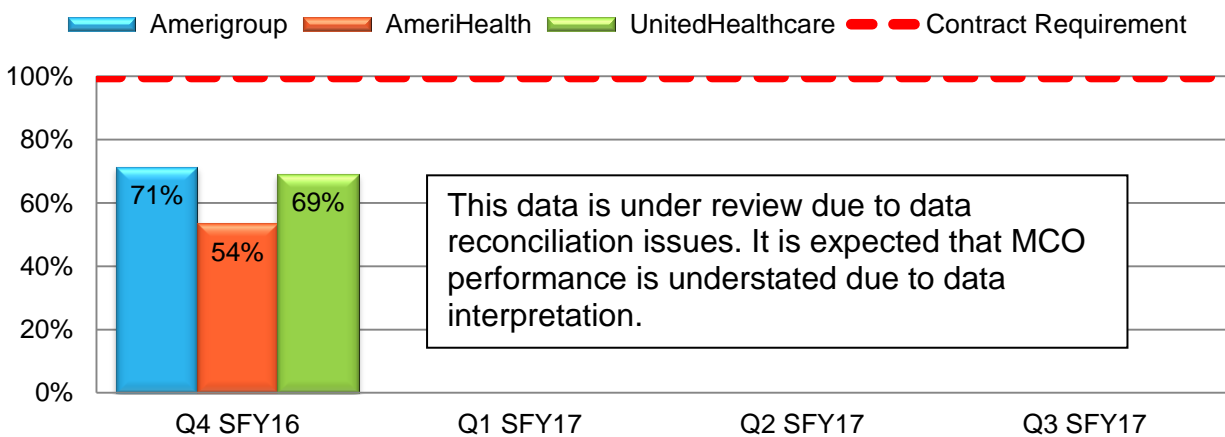 Amerigroup AmeriHealth UnitedHealthcare Contract Requirement
100%
80%
60%
40%
20%
0%
71%
54%
69%
This data is under review due to data
reconciliation issues. It is expected that MCO
performance is understated due to data
interpretation.
Q4 SFY16 Q1 SFY17 Q2 SFY17 Q3 SFY17